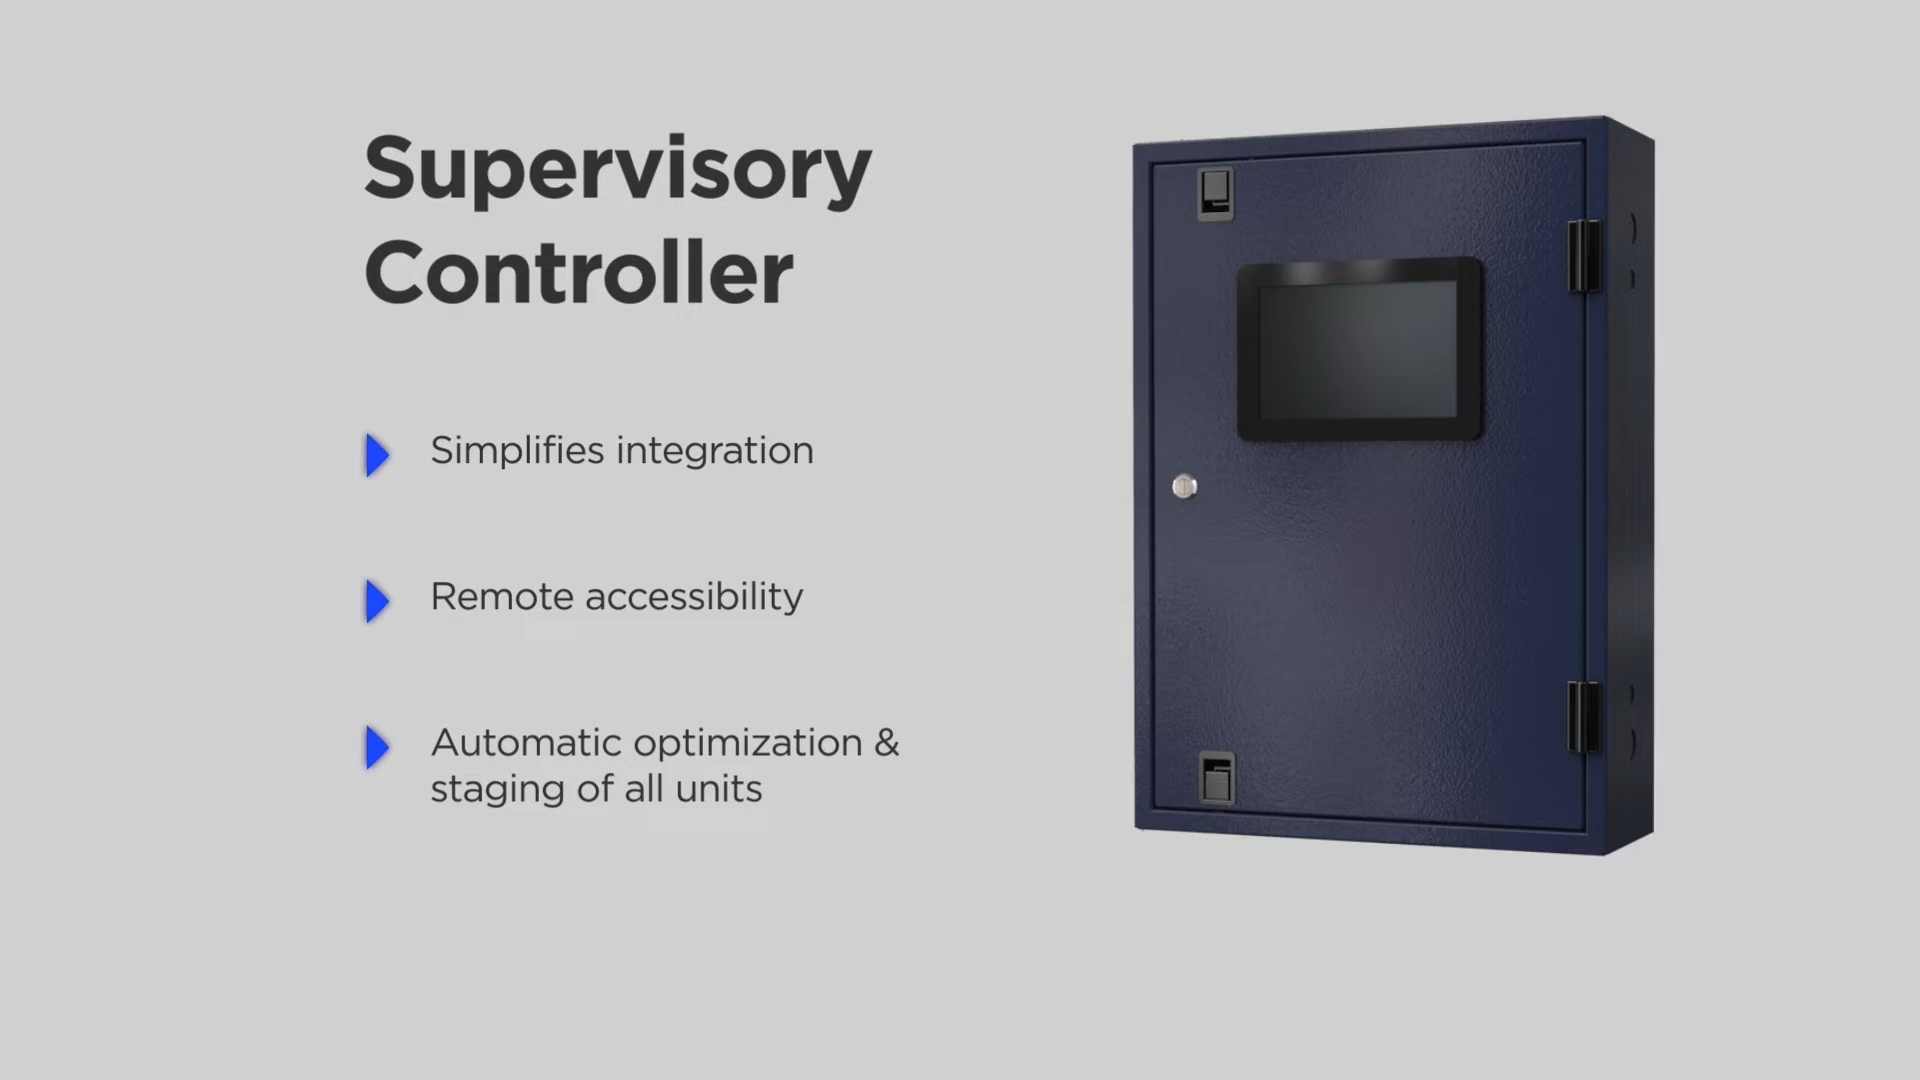 Supervisory
Controller
Simplifies integration
Remote accessibility
Automatic optimization &
staging of all units